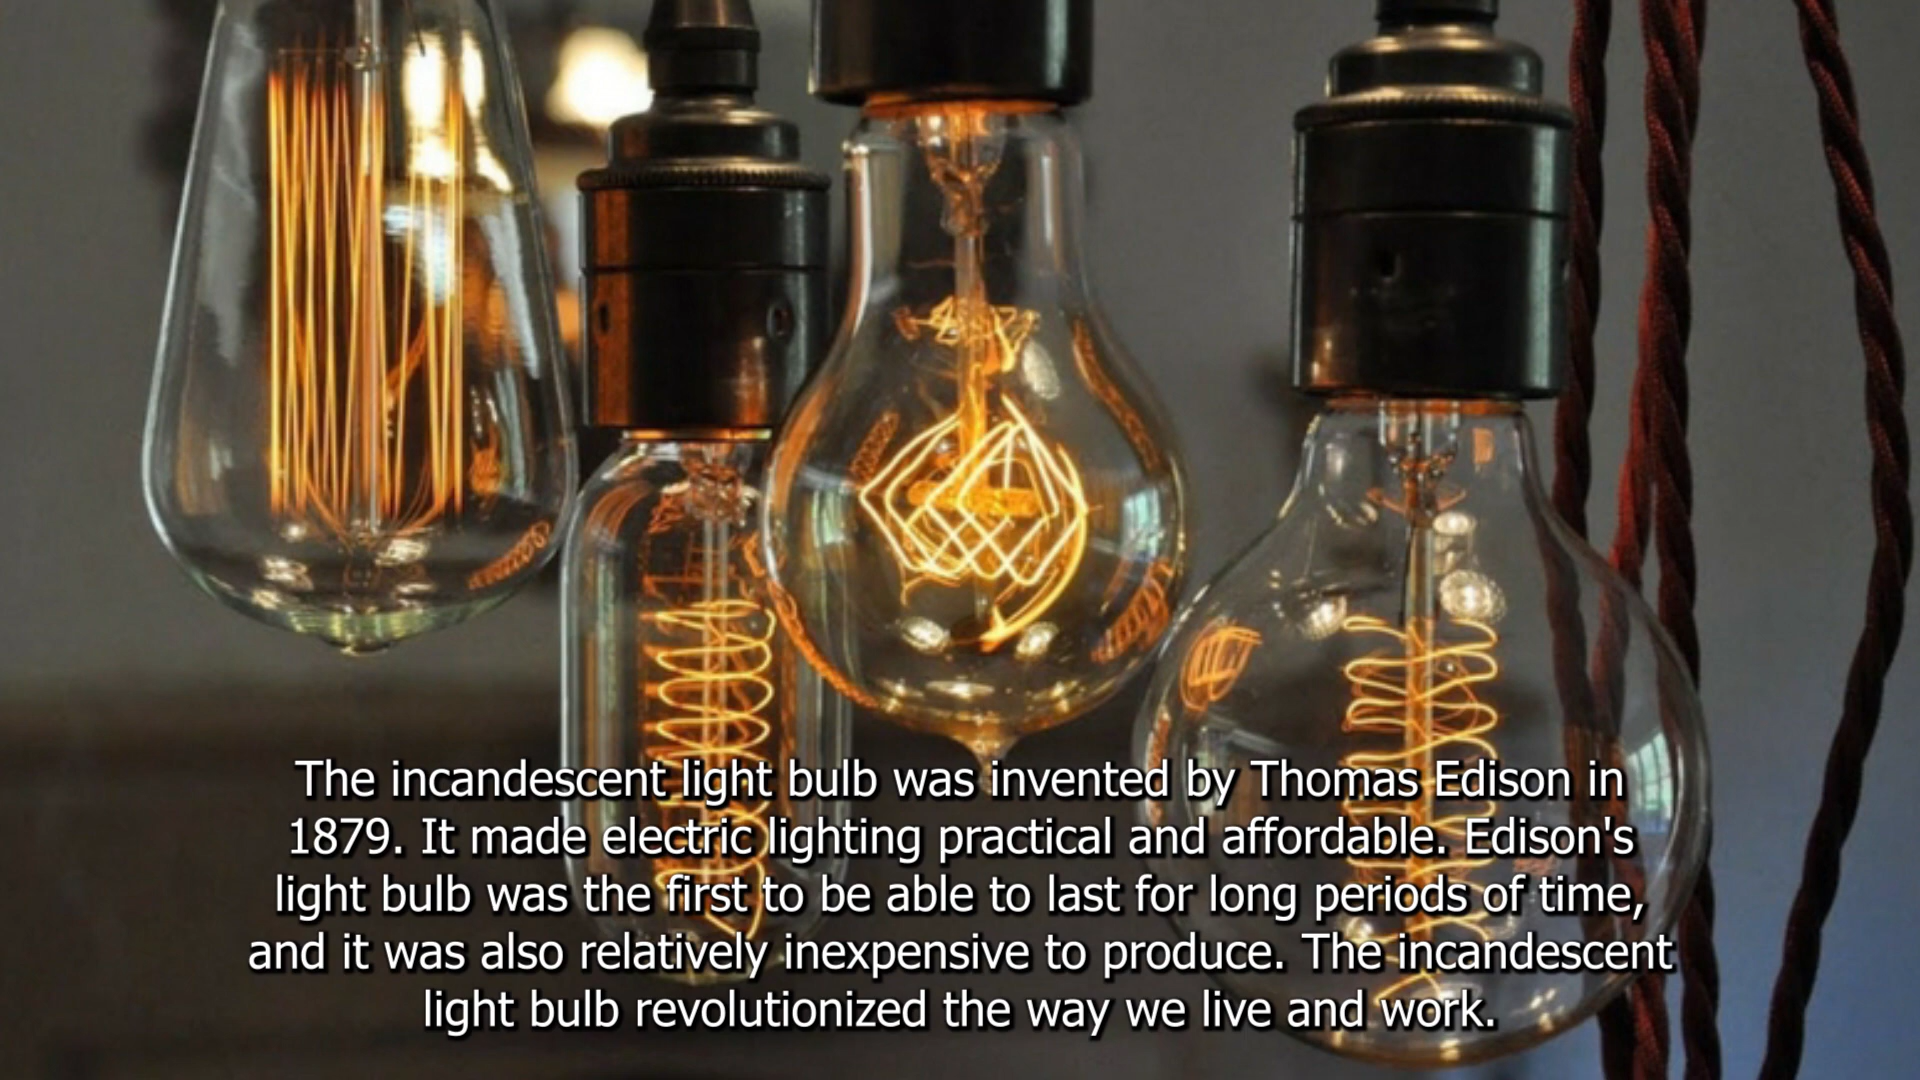 The incandescent light bulb was invented by Thomas Edison in
1879. It made electric lighting practical and affordable. Edison's
light bulb was the first to be able to last for long periods of time,
and it was also relatively inexpensive to produce. The incandescent
light bulb revolutionized the way we live and work.